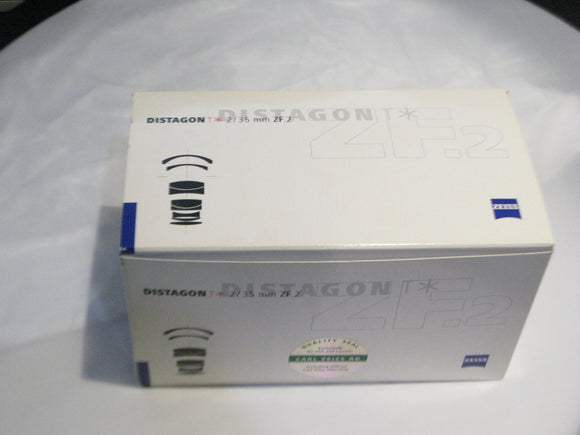 DISTAGON T*
ZF.2
DISTAGON T* 2/35 mm ZF.2
ZEISS
DISTAGON T*
ZF.2
DISTAGON T* 2/35 mm ZF.2
QUALITY SEAL
CARL ZEISS AG
ZEISS